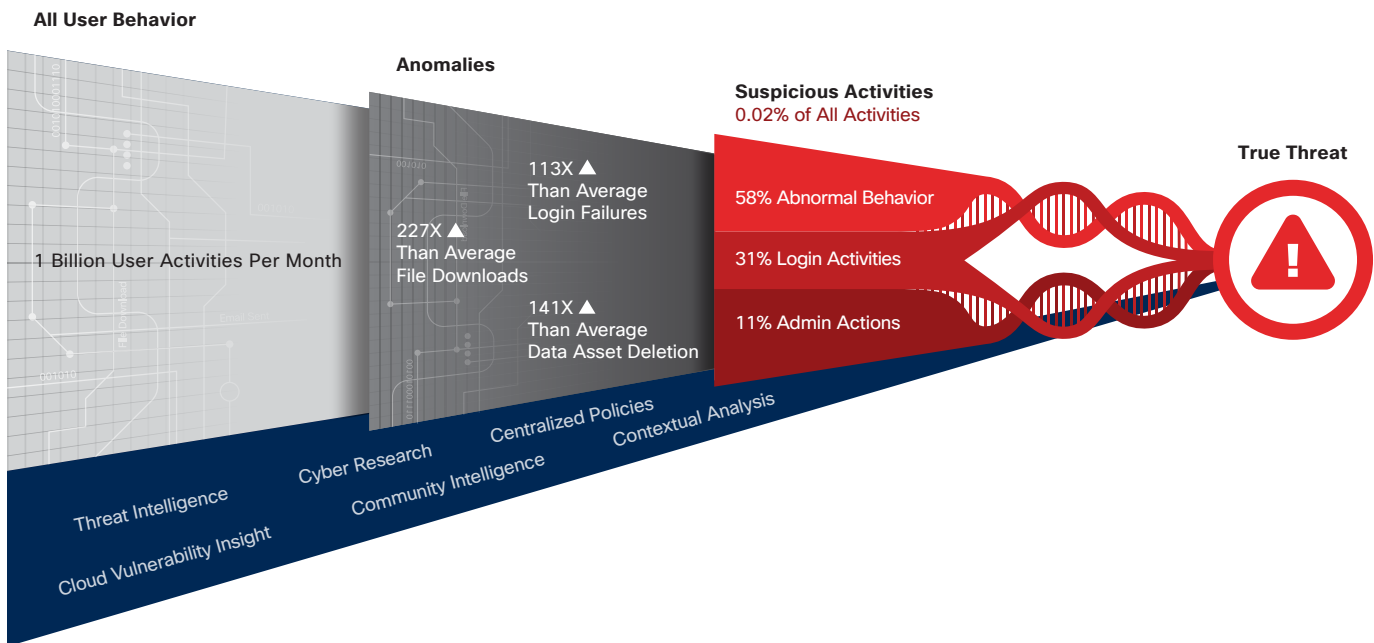 All User Behavior
1 Billion User Activities Per Month
Anomalies
113X ▲
Than Average
Login Failures
227X ▲
Than Average
File Downloads
141X ▲
Than Average
Data Asset Deletion
Suspicious Activities
0.02% of All Activities
58% Abnormal Behavior
31% Login Activities
11% Admin Actions
True Threat
!
Threat Intelligence
Cyber Research
Centralized Policies
Contextual Analysis
Community Intelligence
Cloud Vulnerability Insight